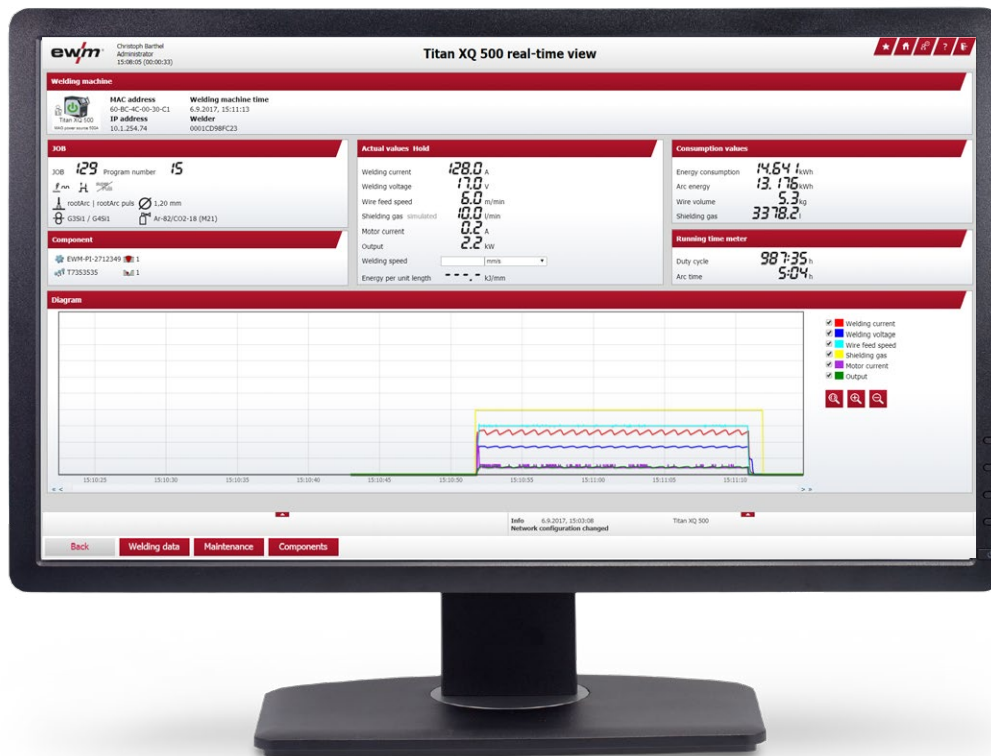 ewm
Christoph Barthel
Administrator
15:08:05 (00:00:33)
Titan XQ 500 real-time view
?
Welding machine
Titan XQ 500
MAC address
60-BC-4C-00-30-C1
IP address
10.1.254.74
Welding machine time
6.9.2017, 15:11:13
Welder
0001CD98FC23
JOB
JOB 129 Program number 15
rootArc | rootArc puls 1,20 mm
G3Si1 / G4Si1 Ar-82/CO2-18 (M21)
Component
EWM-PI-2712349 1
T7353535 1
Actual values Hold
Welding current 128.0 A
Welding voltage 17.0 V
Wire feed speed 6.0 m/min
Shielding gas simulated 10.0 l/min
Motor current 0.2 A
Output 2.2 kW
Welding speed mm/s
Energy per unit length ---.- kJ/mm
Consumption values
Energy consumption 14.641 kWh
Arc energy 13.176 kWh
Wire volume 5.3 kg
Shielding gas 3378.2 l
Running time meter
Duty cycle 987:35 h
Arc time 5:04 h
Diagram
Welding current
Welding voltage
Wire feed speed
Shielding gas
Motor current
Output
15:10:25 15:10:30 15:10:35 15:10:40 15:10:45 15:10:50 15:10:55 15:11:00 15:11:05 15:11:10
< < > >
Info 6.9.2017, 15:03:08 Titan XQ 500
Network configuration changed
Back Welding data Maintenance Components